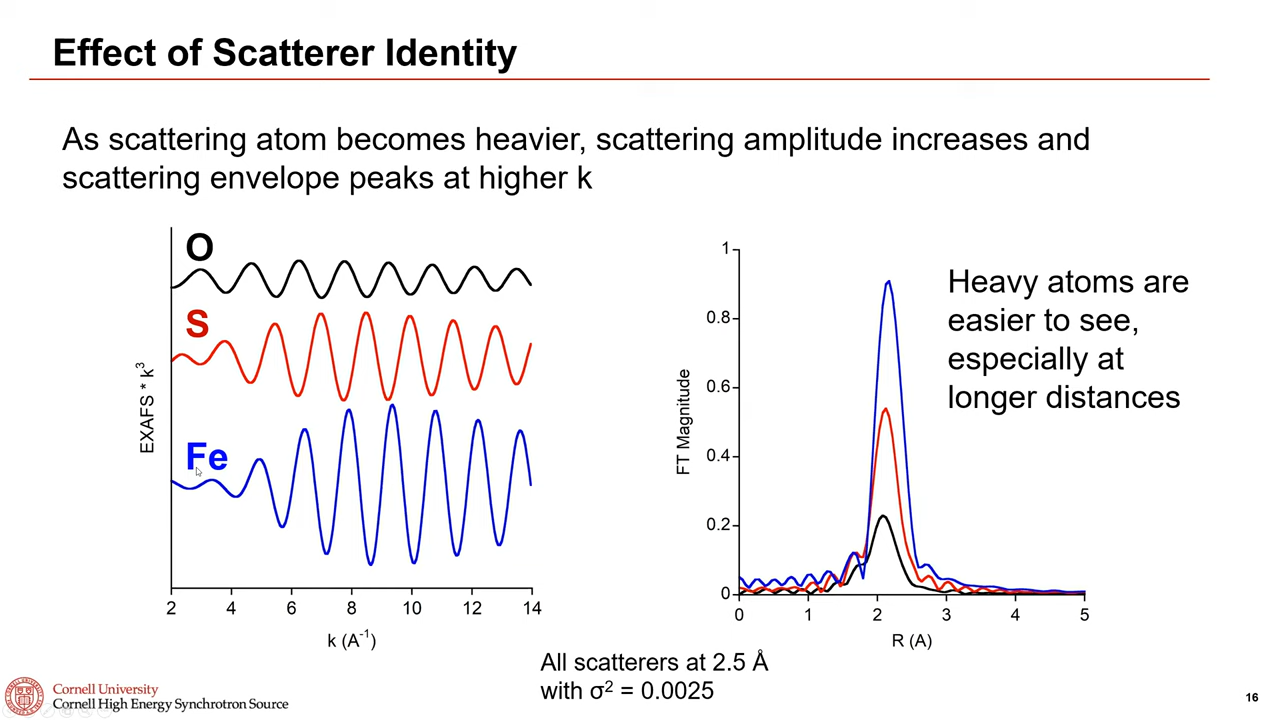 Effect of Scatterer Identity
As scattering atom becomes heavier, scattering amplitude increases and
scattering envelope peaks at higher k
O
S
Fe
EXAFS * k³
2 4 6 8 10 12 14
k (A⁻¹)
1
0.8
0.6
0.4
0.2
0
FT Magnitude
0 1 2 3 4 5
R (A)
Heavy atoms are
easier to see,
especially at
longer distances
All scatterers at 2.5 Å
with σ² = 0.0025
Cornell University
Cornell High Energy Synchrotron Source
16